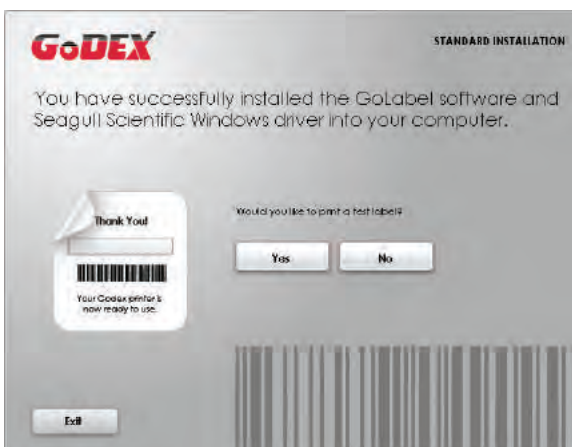 GoDEX
STANDARD INSTALLATION
You have successfully installed the GoLabel software and
Seagull Scientific Windows driver into your computer.
Thank You!
Your Godex printer is
now ready to use.
Would you like to print a test label?
Yes
No
Exit